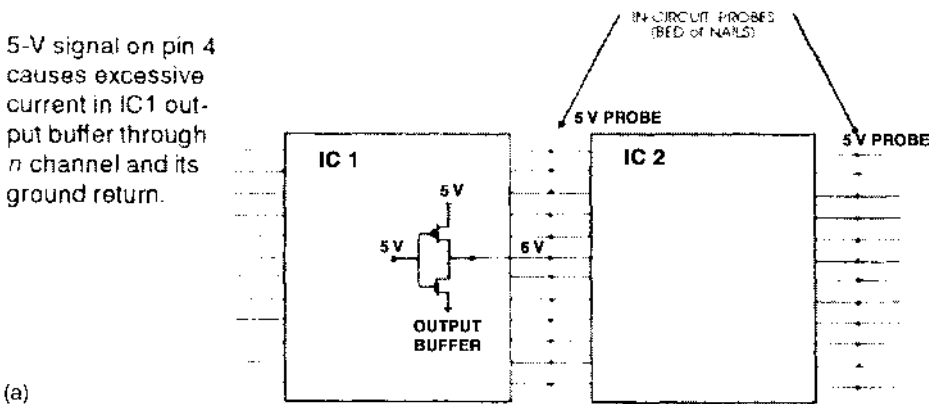 5-V signal on pin 4
causes excessive
current in IC1 out-
put buffer through
n channel and its
ground return.
IN-CIRCUIT PROBES
(BED of NAILS)
5 V PROBE
5 V PROBE
IC 1
IC 2
5 V
5 V
6 V
OUTPUT
BUFFER
(a)